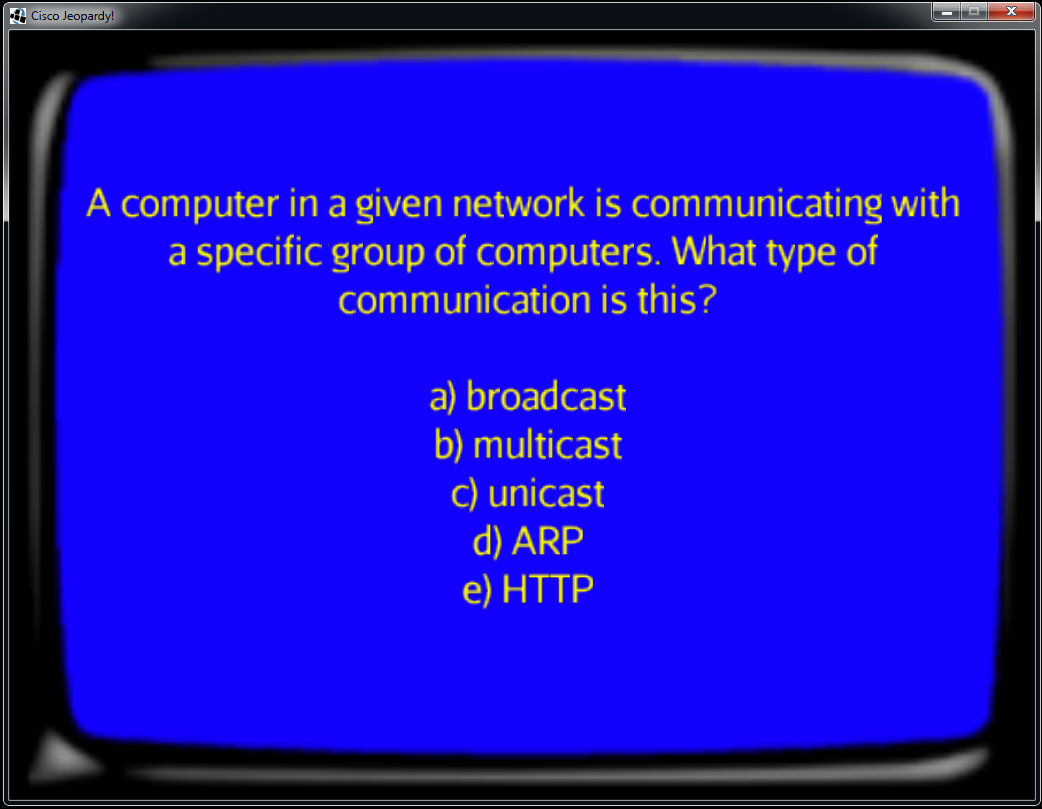 Cisco Jeopardy!
A computer in a given network is communicating with
a specific group of computers. What type of
communication is this?
a) broadcast
b) multicast
c) unicast
d) ARP
e) HTTP